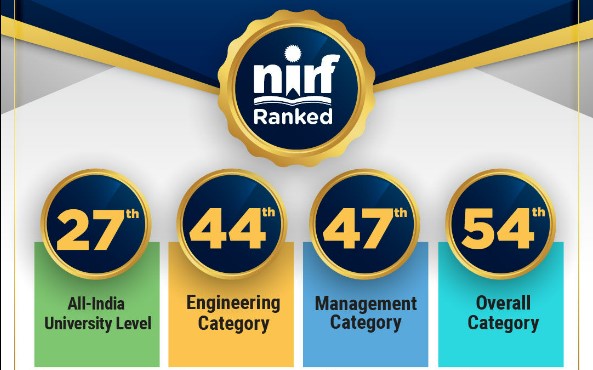 nirf
Ranked
27th
44th
47th
54th
All-India
University Level
Engineering
Category
Management
Category
Overall
Category